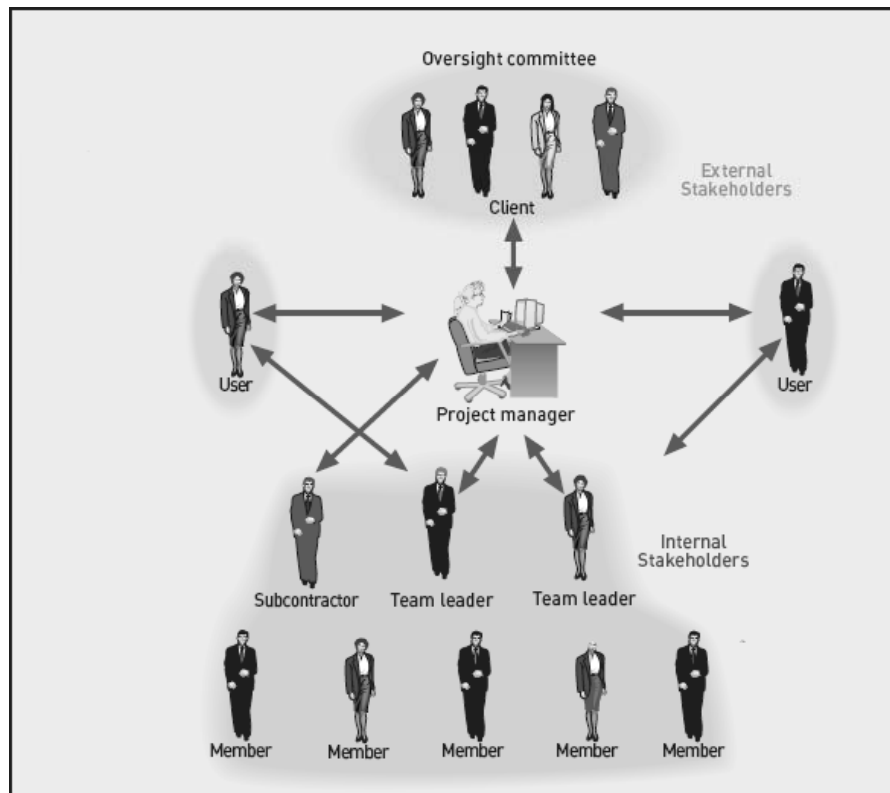 Oversight committee
External
Stakeholders
Client
User
User
Project manager
Internal
Stakeholders
Subcontractor
Team leader
Team leader
Member
Member
Member
Member
Member